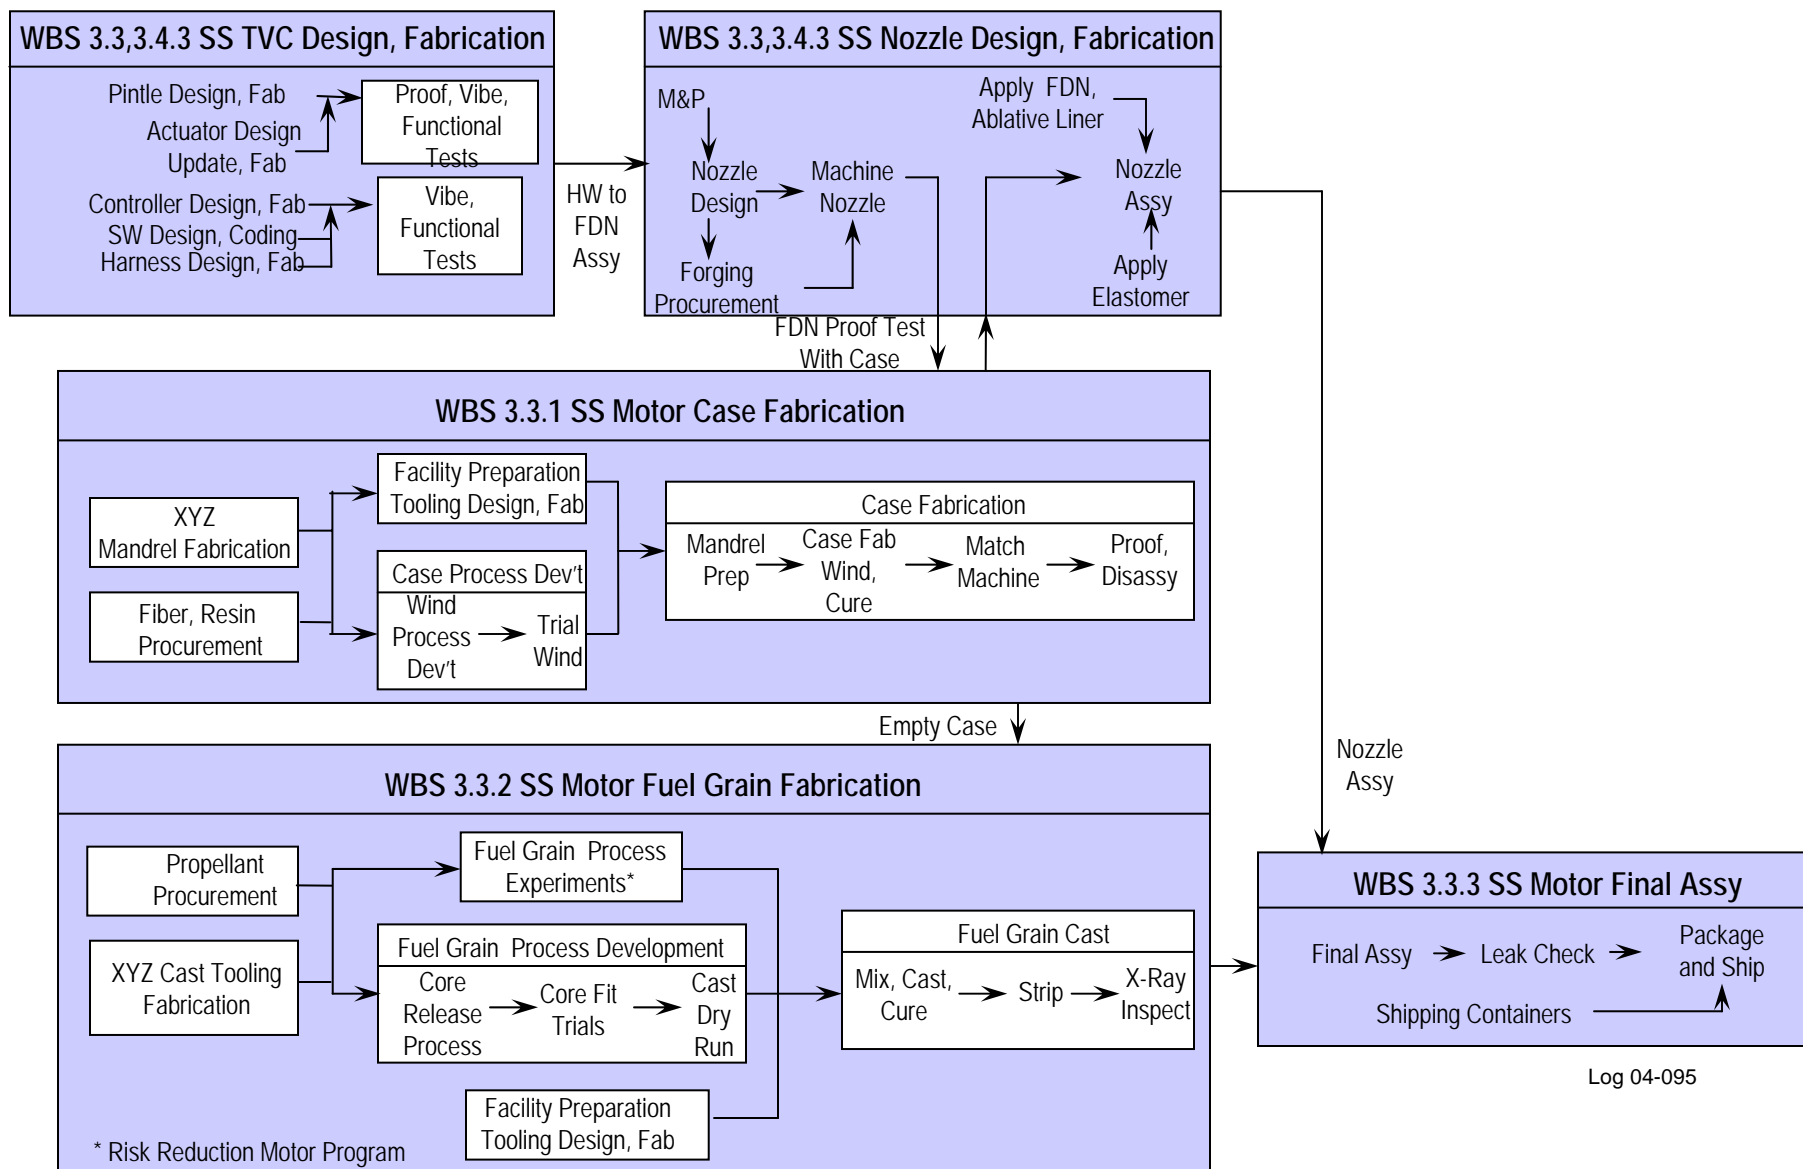 WBS 3.3,3.4.3 SS TVC Design, Fabrication
Pintle Design, Fab
Actuator Design
Update, Fab
Proof, Vibe,
Functional
Tests
Controller Design, Fab
SW Design, Coding
Harness Design, Fab
Vibe,
Functional
Tests
HW to
FDN
Assy
WBS 3.3,3.4.3 SS Nozzle Design, Fabrication
M&P
Nozzle
Design
Machine
Nozzle
Forging
Procurement
Apply FDN,
Ablative Liner
Nozzle
Assy
Apply
Elastomer
FDN Proof Test
With Case
WBS 3.3.1 SS Motor Case Fabrication
XYZ
Mandrel Fabrication
Fiber, Resin
Procurement
Facility Preparation
Tooling Design, Fab
Case Process Dev't
Wind
Process
Dev't
Trial
Wind
Case Fabrication
Mandrel
Prep
Case Fab
Wind,
Cure
Match
Machine
Proof,
Disassy
Empty Case
Nozzle
Assy
WBS 3.3.2 SS Motor Fuel Grain Fabrication
Propellant
Procurement
XYZ Cast Tooling
Fabrication
Fuel Grain Process
Experiments*
Fuel Grain Process Development
Core
Release
Process
Core Fit
Trials
Cast
Dry
Run
Facility Preparation
Tooling Design, Fab
Fuel Grain Cast
Mix, Cast,
Cure
Strip
X-Ray
Inspect
* Risk Reduction Motor Program
WBS 3.3.3 SS Motor Final Assy
Final Assy
Leak Check
Package
and Ship
Shipping Containers
Log 04-095